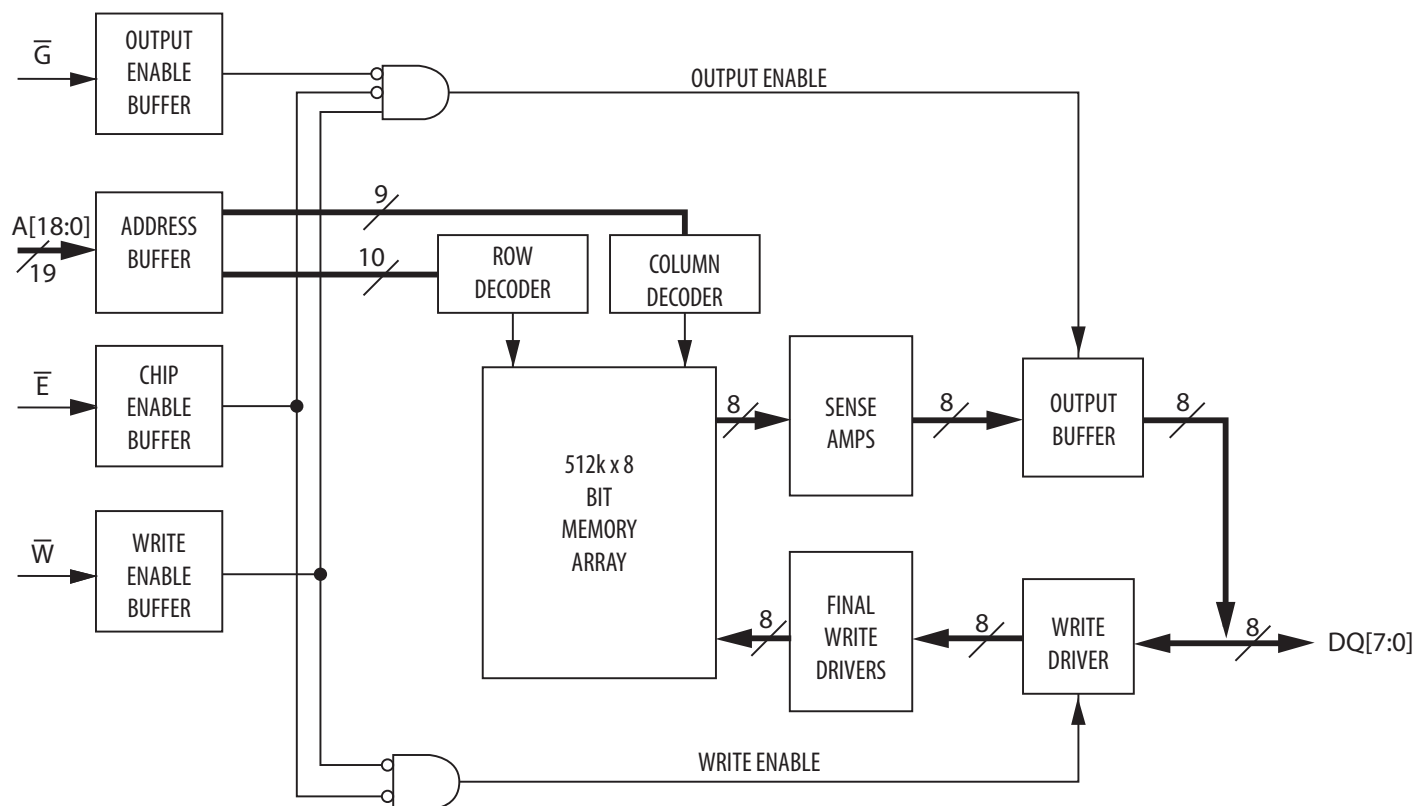 G̅
OUTPUT
ENABLE
BUFFER
OUTPUT ENABLE
A[18:0]
19
ADDRESS
BUFFER
9
10
ROW
DECODER
COLUMN
DECODER
E̅
CHIP
ENABLE
BUFFER
512k x 8
BIT
MEMORY
ARRAY
8
SENSE
AMPS
8
OUTPUT
BUFFER
8
W̅
WRITE
ENABLE
BUFFER
8
FINAL
WRITE
DRIVERS
8
WRITE
DRIVER
8
DQ[7:0]
WRITE ENABLE